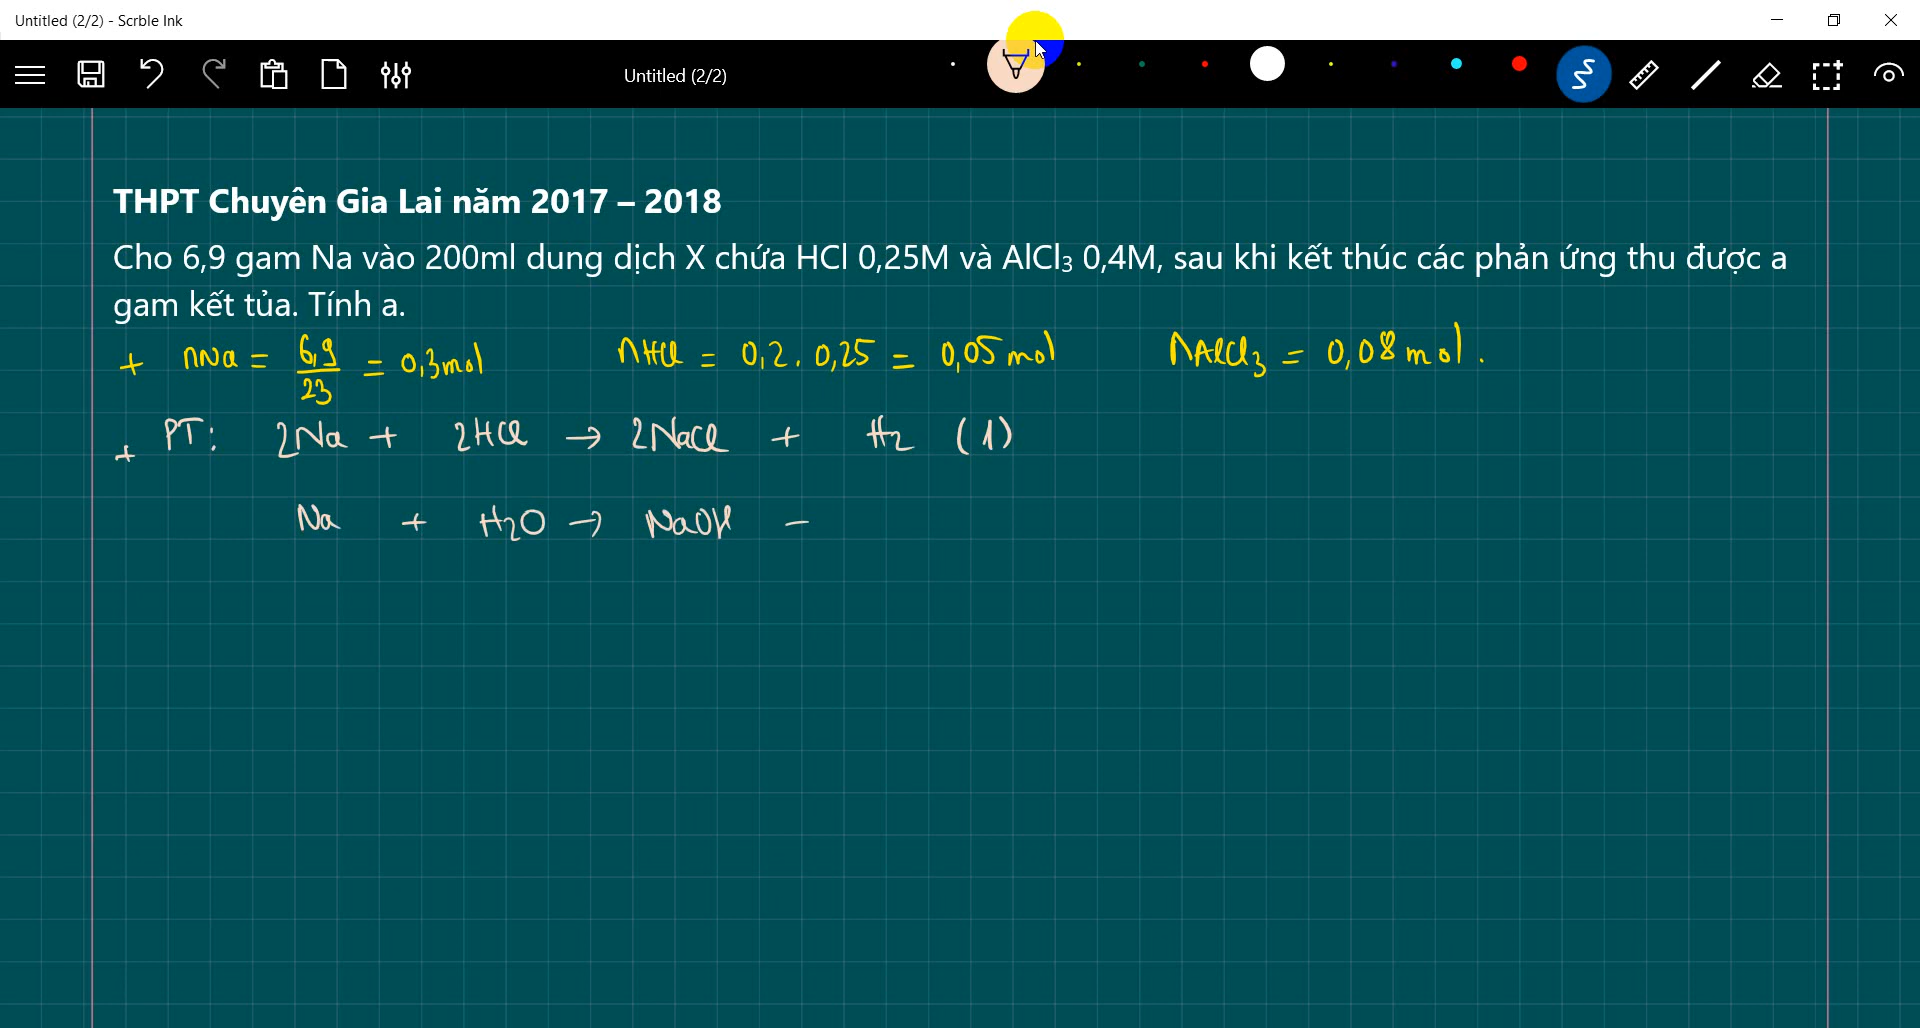 Untitled (2/2) - Scrble Ink
Untitled (2/2)
THPT Chuyên Gia Lai năm 2017 – 2018
Cho 6,9 gam Na vào 200ml dung dịch X chứa HCl 0,25M và AlCl₃ 0,4M, sau khi kết thúc các phản ứng thu được a
gam kết tủa. Tính a.
+ nNa = 6,9/23 = 0,3mol nHCl = 0,2.0,25 = 0,05 mol nAlCl₃ = 0,08 mol.
+ PT: 2Na + 2HCl → 2NaCl + H₂ (1)
Na + H₂O → NaOH –